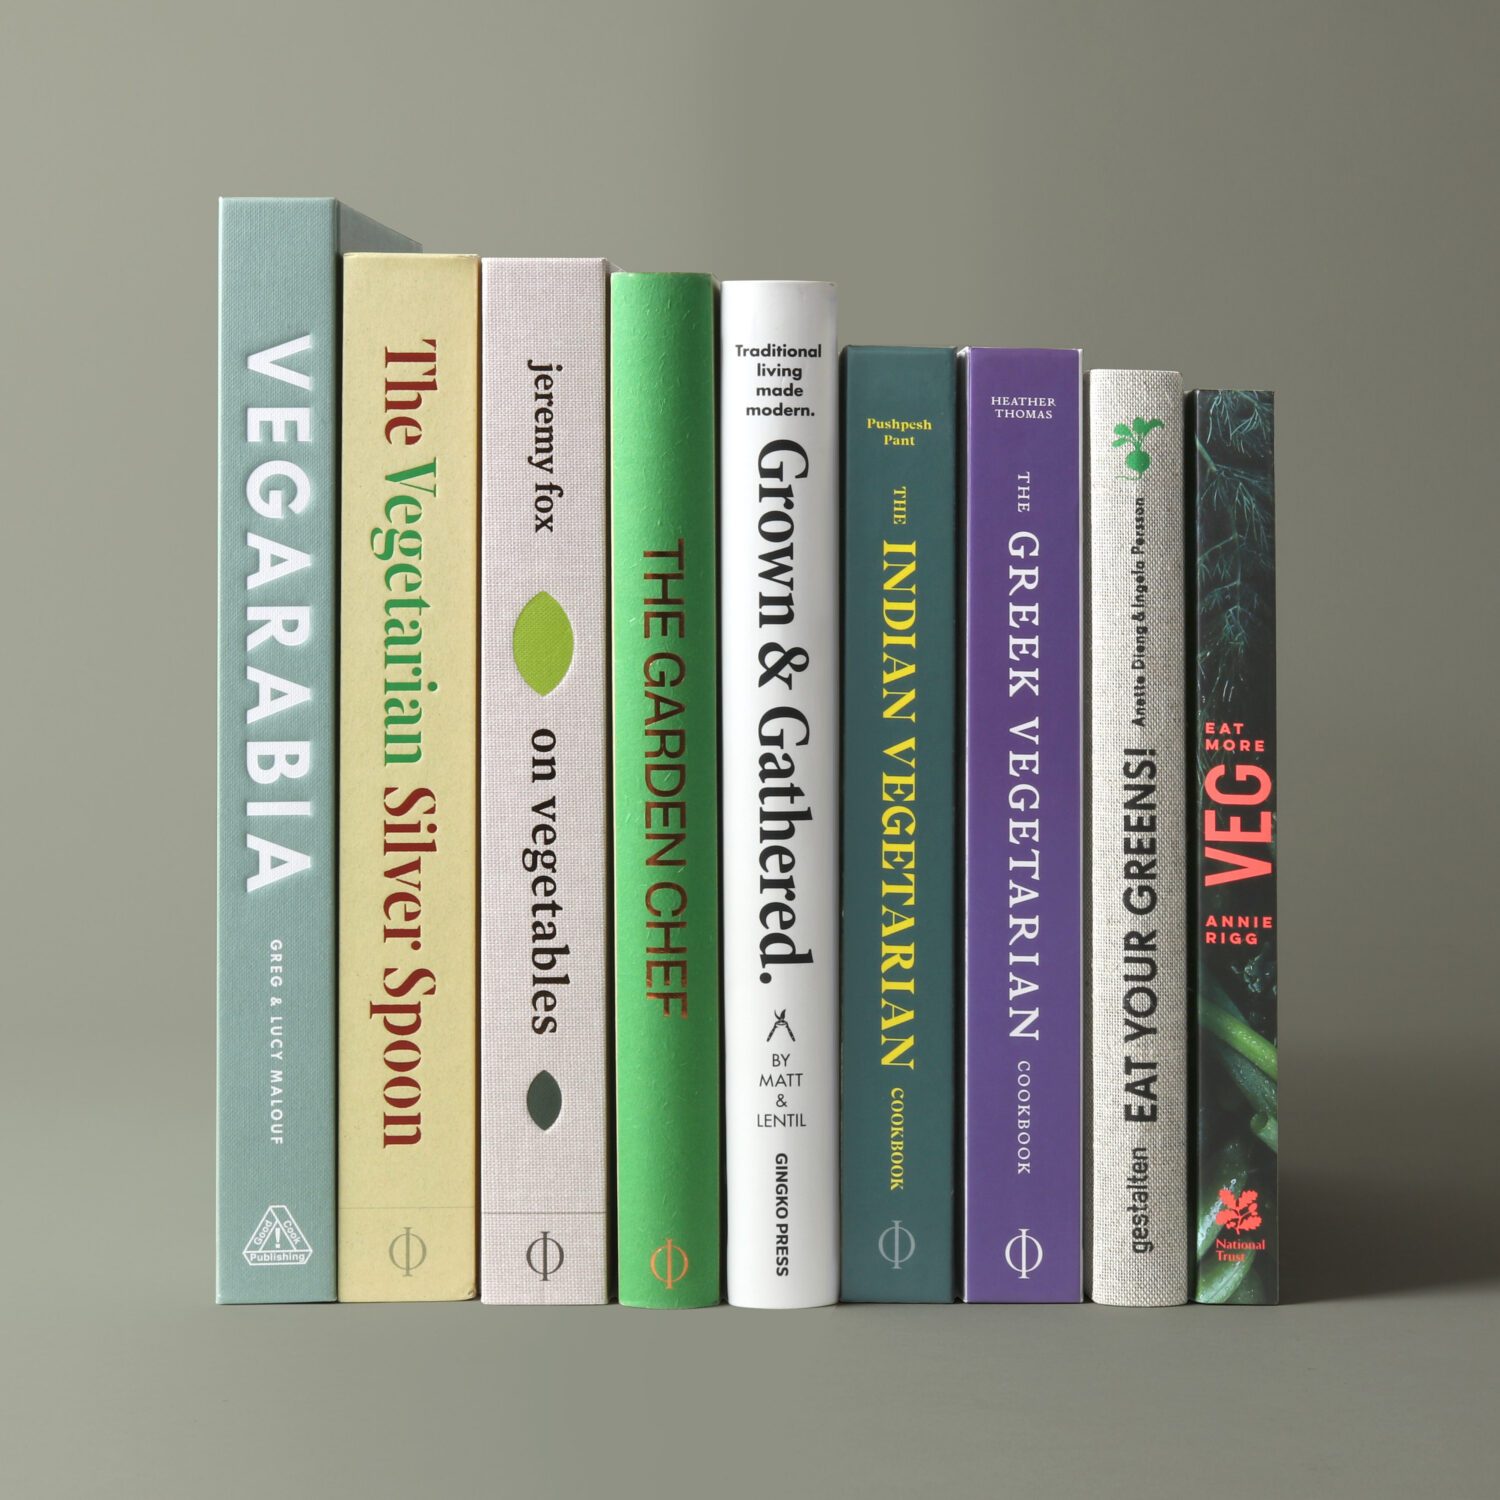 VEGARABIA
GREG & LUCY MALOUF
Good
Cook
!
Publishing
The Vegetarian Silver Spoon
jeremy fox
on vegetables
THE GARDEN CHEF
Traditional
living
made
modern.
Grown & Gathered.
BY
MATT
&
LENTIL
GINGKO PRESS
Pushpesh
Pant
THE INDIAN VEGETARIAN COOKBOOK
HEATHER
THOMAS
THE GREEK VEGETARIAN COOKBOOK
gestalten EAT YOUR GREENS! Anette Dieng & Ingela Persson
EAT
MORE
VEG
ANNIE
RIGG
National
Trust